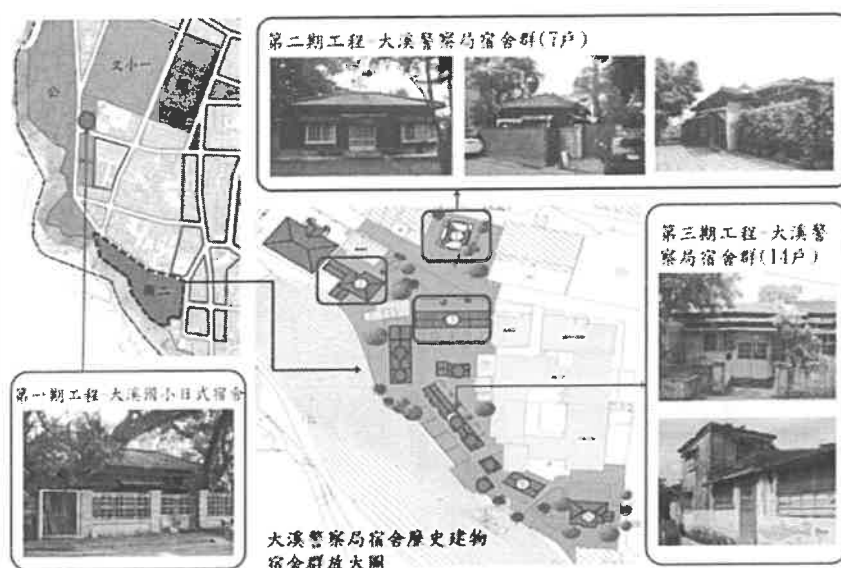 第二期工程-大溪警察局宿舍群(7戶)
文小一
公
第三期工程-大溪警
察局宿舍群(14戶)
第一期工程-大溪國小日式宿舍
大溪警察局宿舍歷史建物
宿舍群放大圖